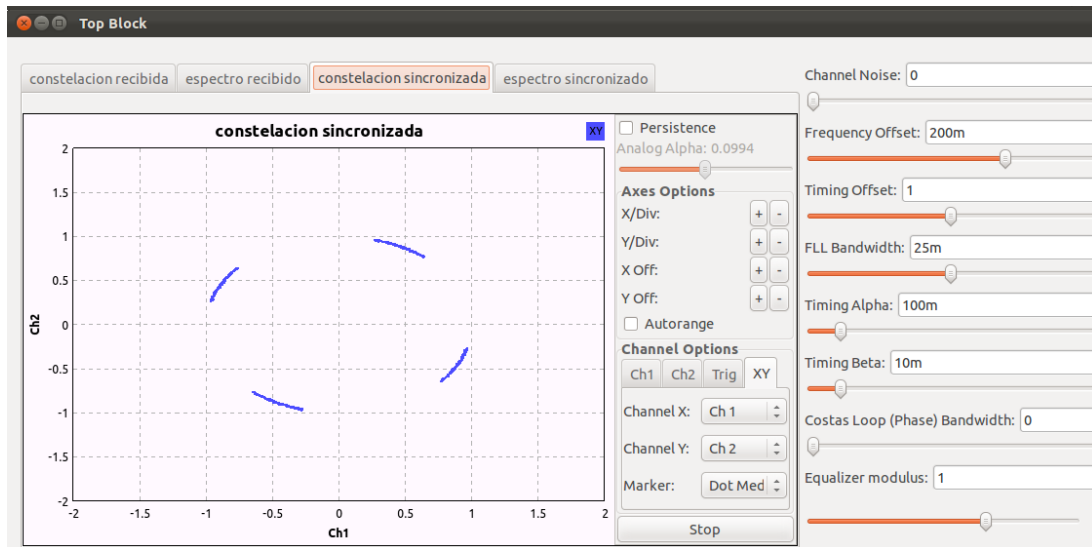 Top Block
constelacion recibida espectro recibido constelacion sincronizada espectro sincronizado
constelacion sincronizada
XY
2
1.5
1
0.5
0
-0.5
-1
-1.5
-2
Ch2
-2 -1.5 -1 -0.5 0 0.5 1 1.5 2
Ch1
Persistence
Analog Alpha: 0.0994
Axes Options
X/Div: + -
Y/Div: + -
X Off: + -
Y Off: + -
Autorange
Channel Options
Ch1 Ch2 Trig XY
Channel X: Ch 1
Channel Y: Ch 2
Marker: Dot Med
Stop
Channel Noise: 0
Frequency Offset: 200m
Timing Offset: 1
FLL Bandwidth: 25m
Timing Alpha: 100m
Timing Beta: 10m
Costas Loop (Phase) Bandwidth: 0
Equalizer modulus: 1